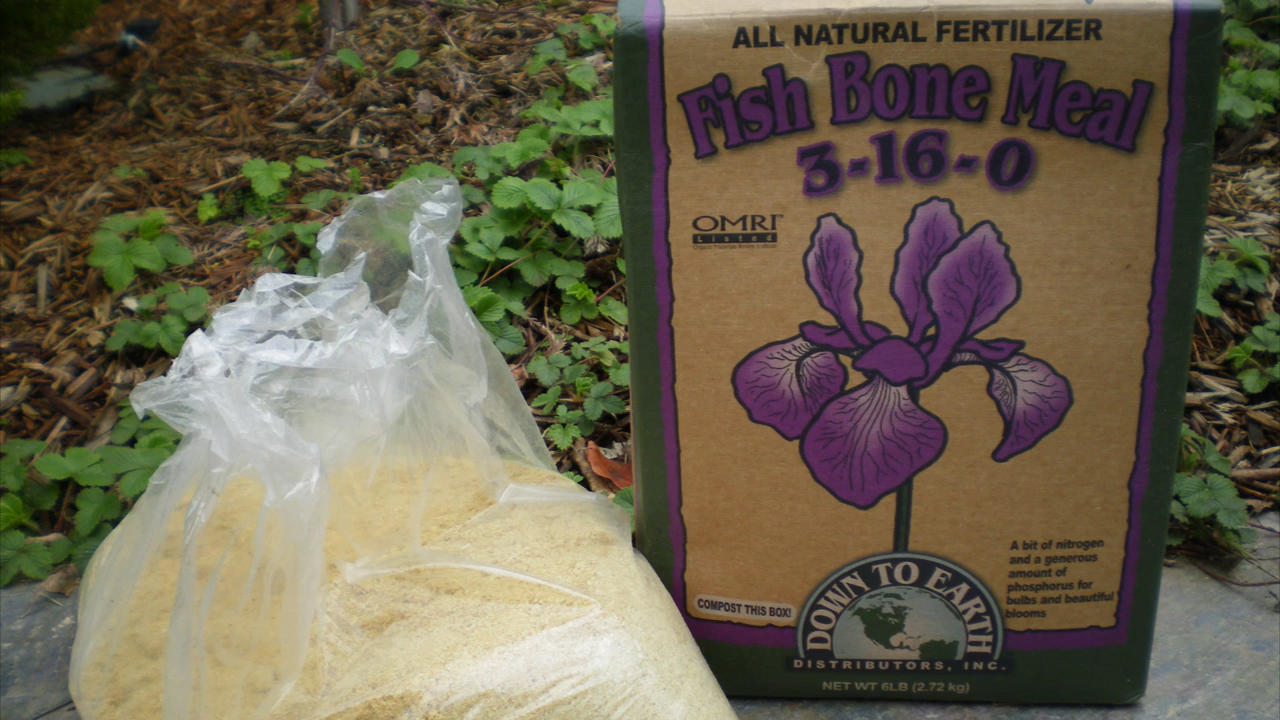 ALL NATURAL FERTILIZER
Fish Bone Meal
3-16-0
OMRI
Listed
A bit of nitrogen
and a generous
amount of
phosphorus for
bulbs and beautiful
blooms
COMPOST THIS BOX!
DOWN TO EARTH
DISTRIBUTORS, INC.
NET WT 6LB (2.72 kg)